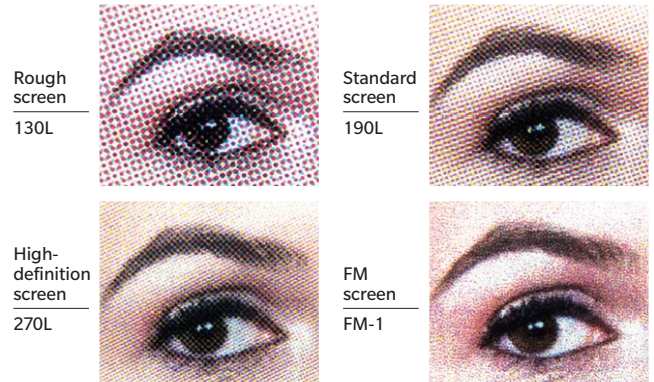 Rough
screen
130L
Standard
screen
190L
High-
definition
screen
270L
FM
screen
FM-1